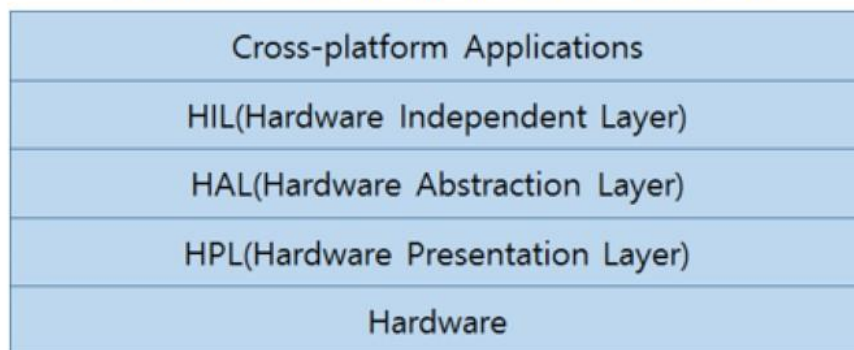 Cross-platform Applications
HIL(Hardware Independent Layer)
HAL(Hardware Abstraction Layer)
HPL(Hardware Presentation Layer)
Hardware